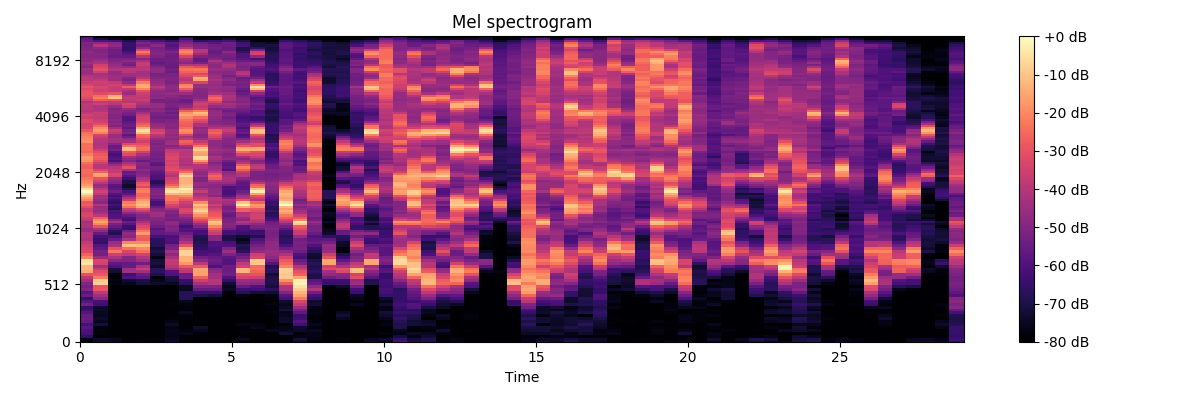 Mel spectrogram
Hz
8192
4096
2048
1024
512
0
0 5 10 15 20 25
Time
+0 dB
-10 dB
-20 dB
-30 dB
-40 dB
-50 dB
-60 dB
-70 dB
-80 dB